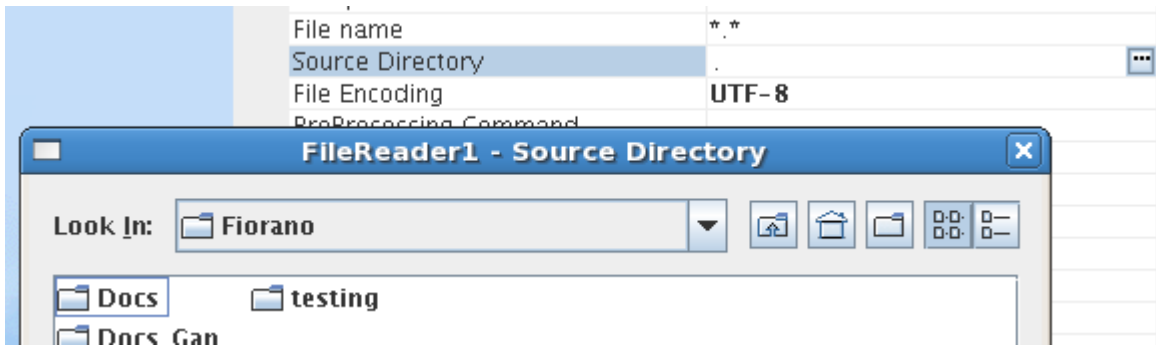 File name *.*
Source Directory .
File Encoding UTF-8
PreProcessing Command
FileReader1 - Source Directory
Look In: Fiorano
Docs testing
Docs_Gan